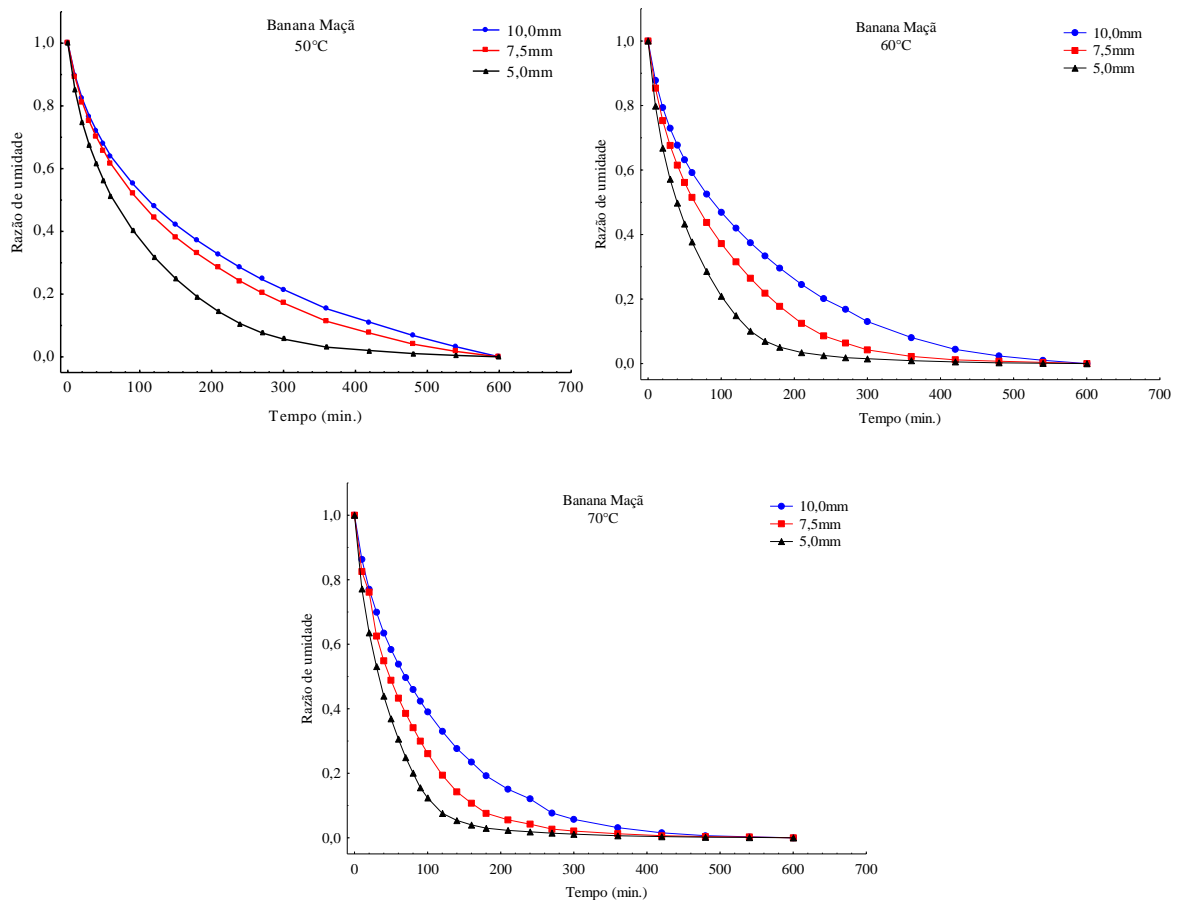 Banana Maçã
50°C
10,0mm
7,5mm
5,0mm
1,0
0,8
0,6
0,4
0,2
0,0
Razão de umidade
0 100 200 300 400 500 600 700
Tempo (min.)
Banana Maçã
60°C
10,0mm
7,5mm
5,0mm
1,0
0,8
0,6
0,4
0,2
0,0
Razão de umidade
0 100 200 300 400 500 600 700
Tempo (min.)
Banana Maçã
70°C
10,0mm
7,5mm
5,0mm
1,0
0,8
0,6
0,4
0,2
0,0
Razão de umidade
0 100 200 300 400 500 600 700
Tempo (min.)